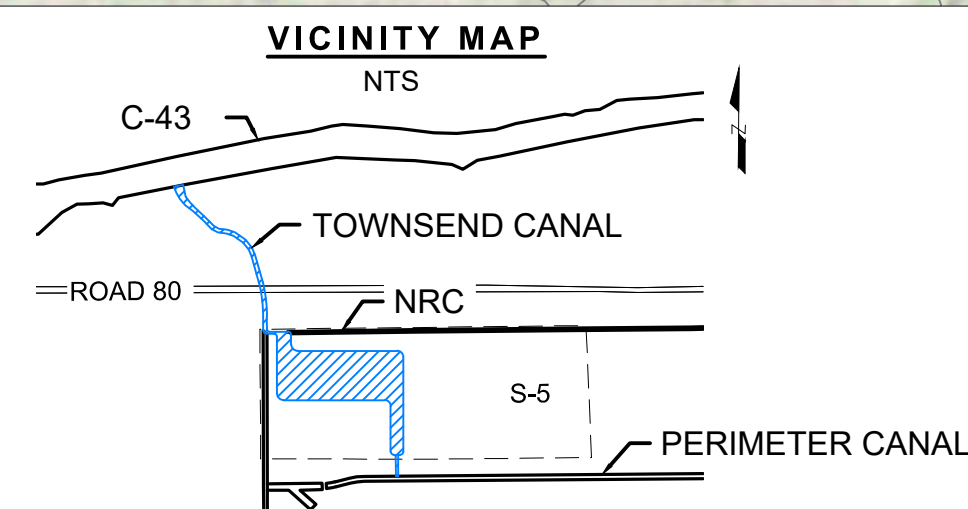 VICINITY MAP
NTS
C-43
N
TOWNSEND CANAL
ROAD 80
NRC
S-5
PERIMETER CANAL